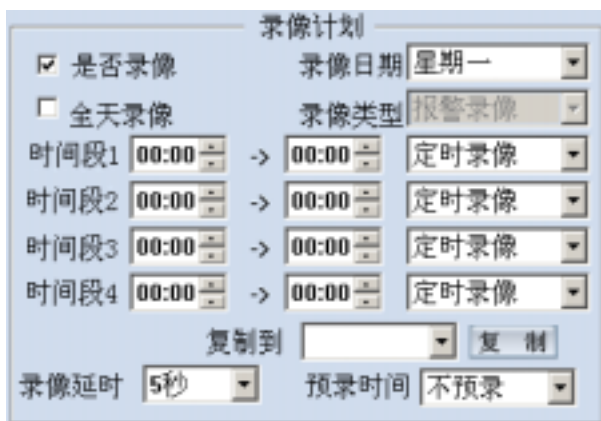 录像计划
是否录像 录像日期 星期一
全天录像 录像类型 报警录像
时间段1 00:00 -> 00:00 定时录像
时间段2 00:00 -> 00:00 定时录像
时间段3 00:00 -> 00:00 定时录像
时间段4 00:00 -> 00:00 定时录像
复制到 复 制
录像延时 5秒 预录时间 不预录